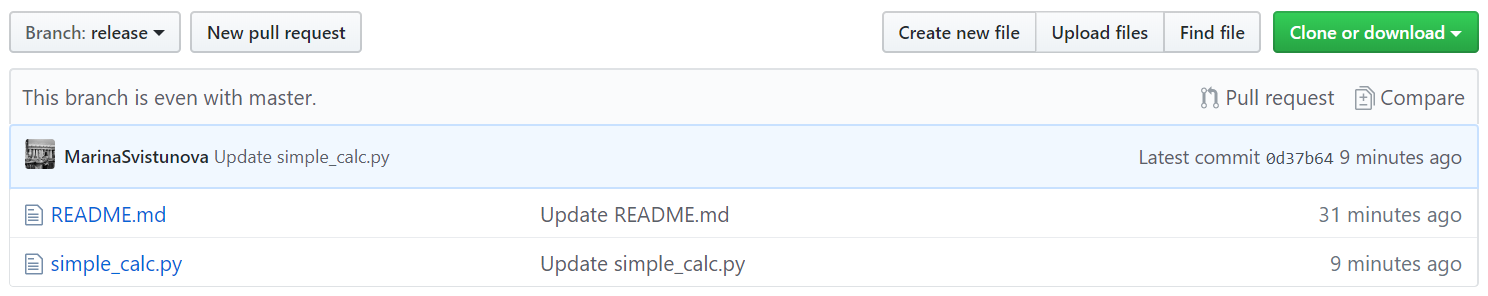 Branch: release New pull request Create new file Upload files Find file Clone or download
This branch is even with master. Pull request Compare
MarinaSvistunova Update simple_calc.py Latest commit 0d37b64 9 minutes ago
README.md Update README.md 31 minutes ago
simple_calc.py Update simple_calc.py 9 minutes ago